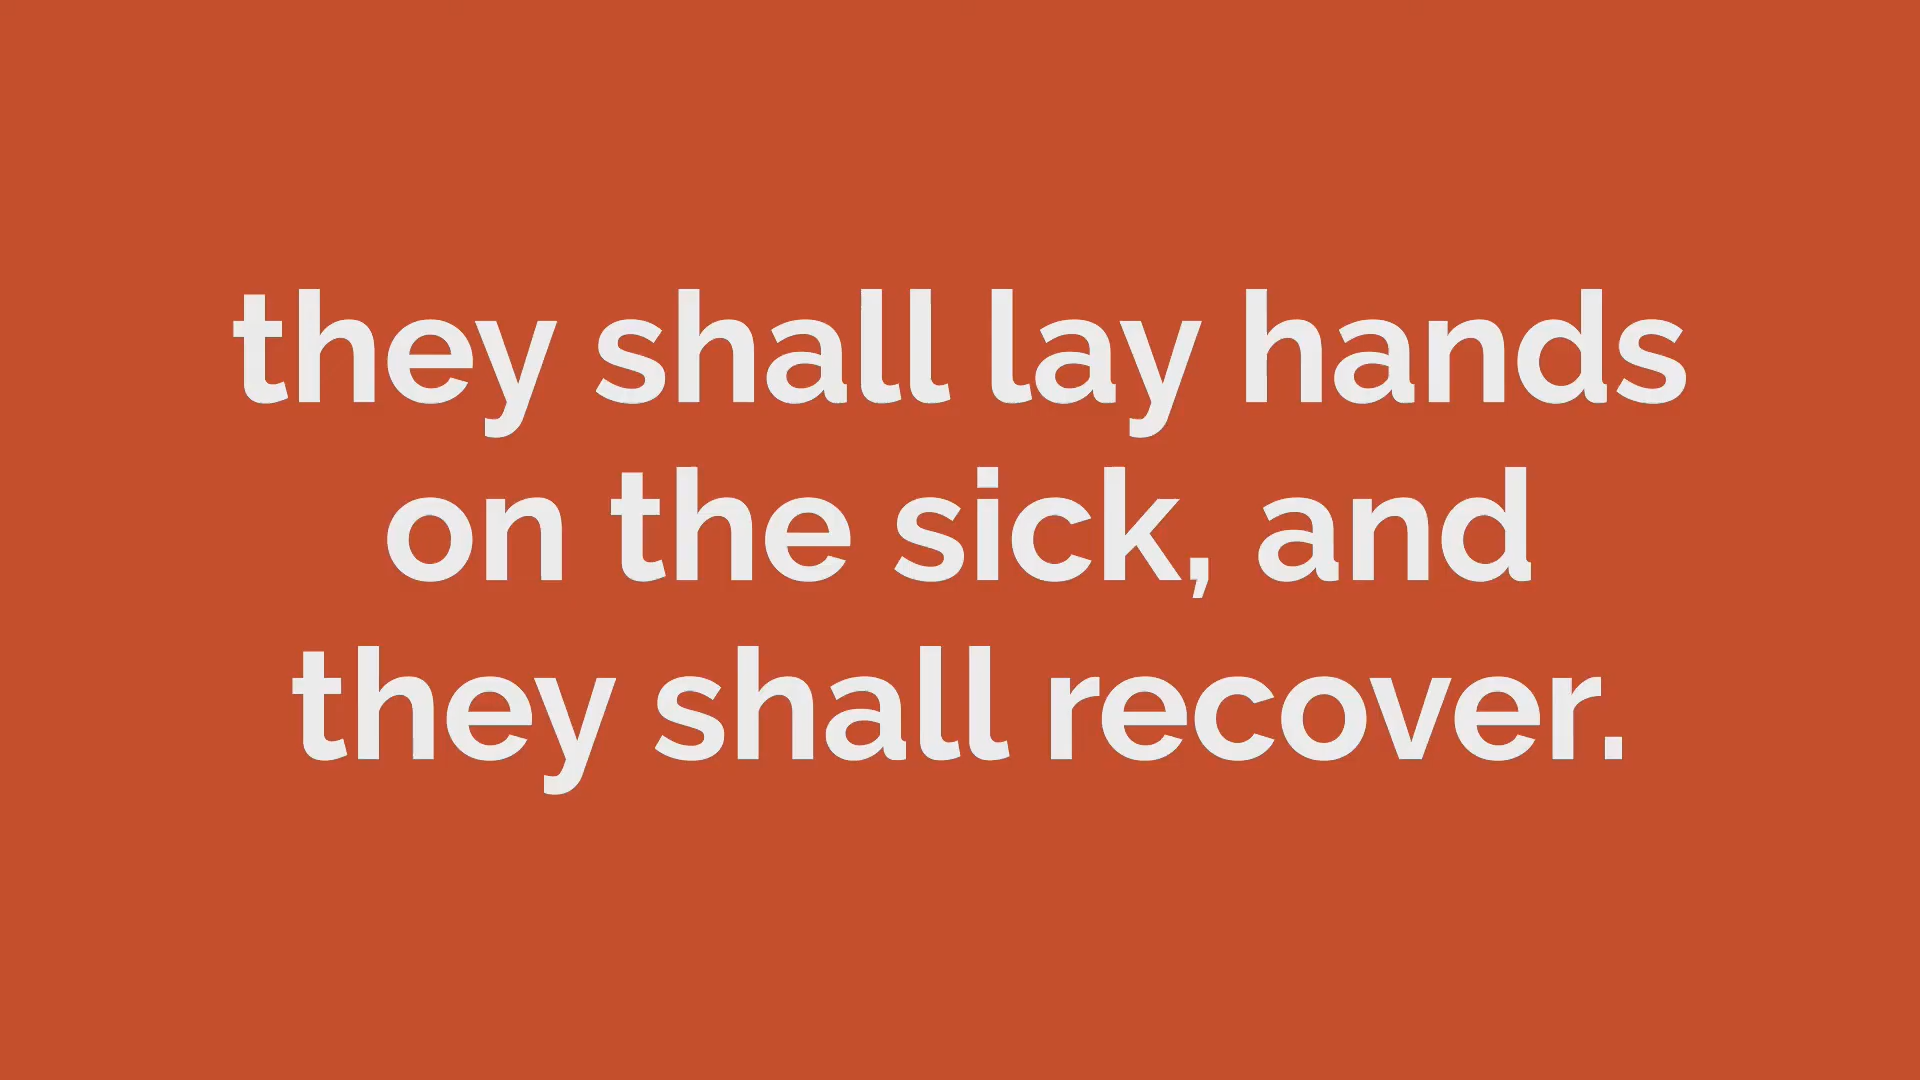 they shall lay hands
on the sick, and
they shall recover.